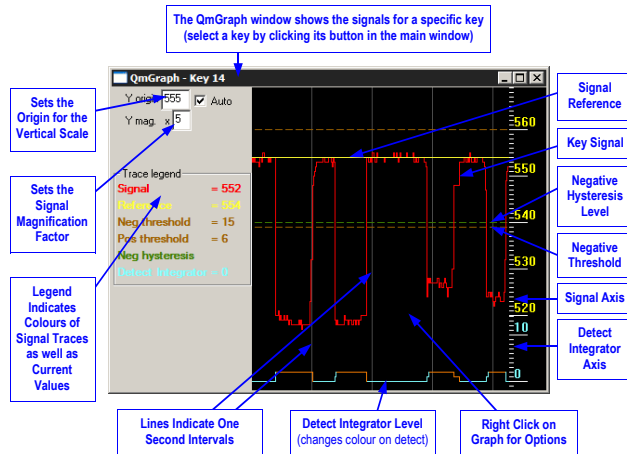 The QmGraph window shows the signals for a specific key
(select a key by clicking its button in the main window)
QmGraph - Key 14
Y origin 555 Auto
Y mag. x 5
Sets the
Origin for the
Vertical Scale
Sets the
Signal
Magnification
Factor
Legend
Indicates
Colours of
Signal Traces
as well as
Current
Values
Trace legend
Signal = 552
Reference = 554
Neg threshold = 15
Pos threshold = 6
Neg hysteresis
Detect Integrator = 0
560
550
540
530
520
10
0
Signal
Reference
Key Signal
Negative
Hysteresis
Level
Negative
Threshold
Signal Axis
Detect
Integrator
Axis
Lines Indicate One
Second Intervals
Detect Integrator Level
(changes colour on detect)
Right Click on
Graph for Options